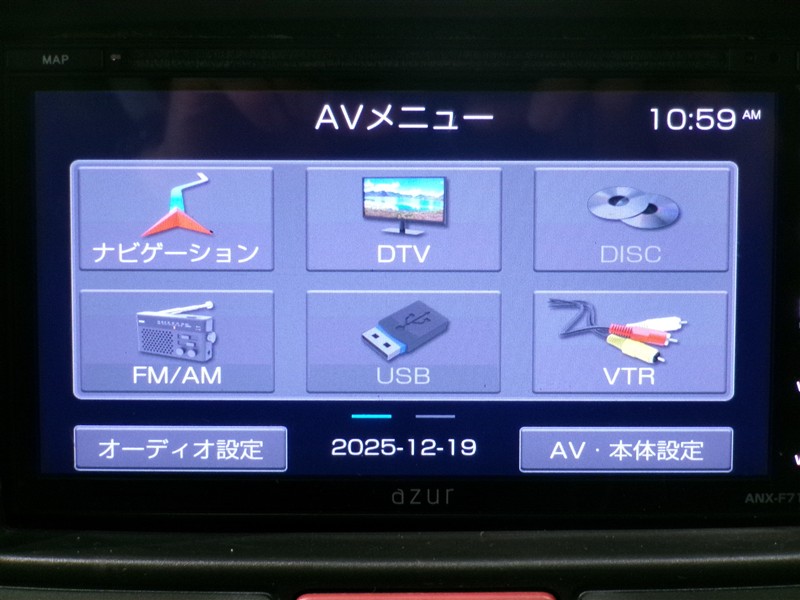 MAP
AVメニュー
10:59 AM
ナビゲーション
DTV
DISC
FM/AM
USB
VTR
オーディオ設定
2025-12-19
AV・本体設定
azur
ANX-F71